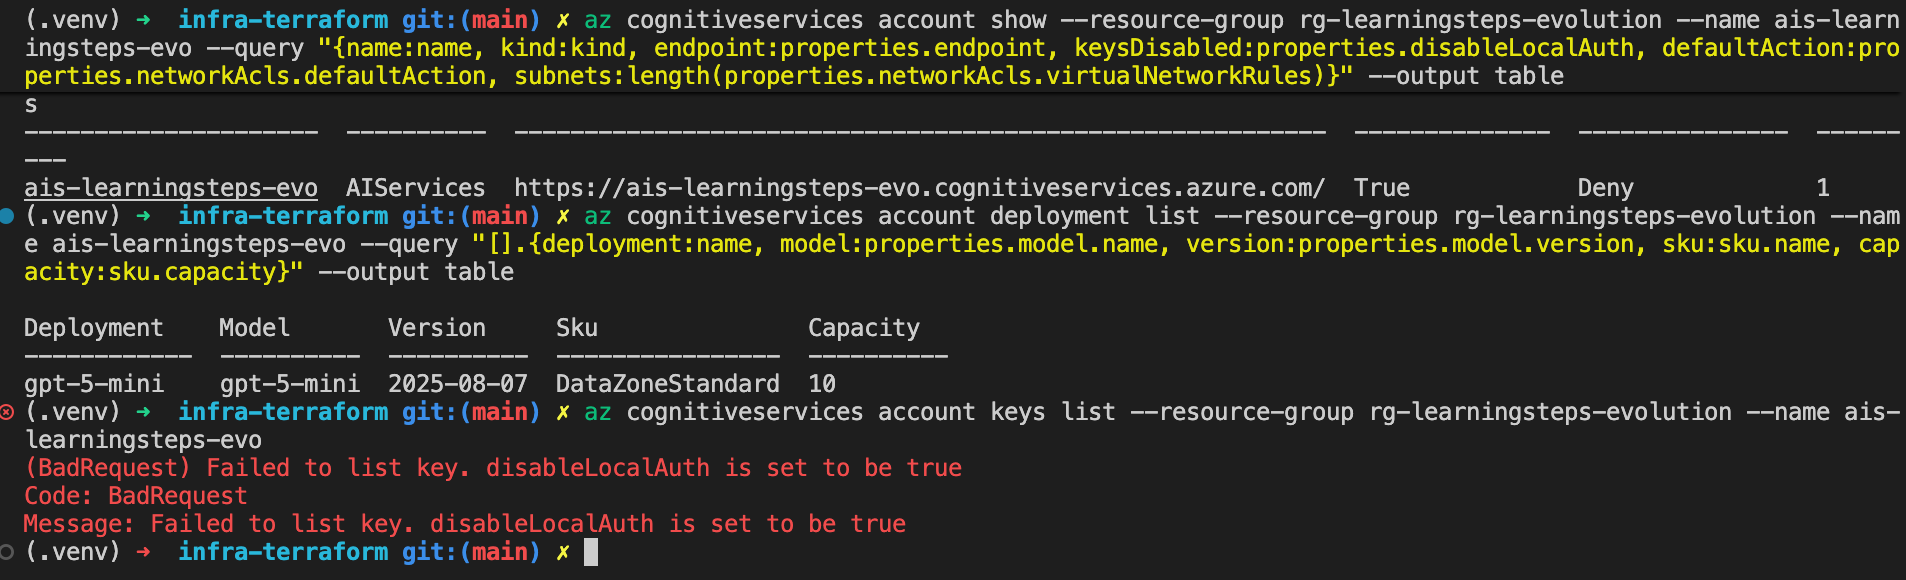 (.venv) ➜  infra-terraform git:(main) ✗ az cognitiveservices account show --resource-group rg-learningsteps-evolution --name ais-learn
ingsteps-evo --query "{name:name, kind:kind, endpoint:properties.endpoint, keysDisabled:properties.disableLocalAuth, defaultAction:pro
perties.networkAcls.defaultAction, subnets:length(properties.networkAcls.virtualNetworkRules)}" --output table
s
---------------------  ----------  ----------------------------------------------------------  --------------  ---------------  ------
---
ais-learningsteps-evo  AIServices  https://ais-learningsteps-evo.cognitiveservices.azure.com/  True            Deny             1
(.venv) ➜  infra-terraform git:(main) ✗ az cognitiveservices account deployment list --resource-group rg-learningsteps-evolution --nam
e ais-learningsteps-evo --query "[].{deployment:name, model:properties.model.name, version:properties.model.version, sku:sku.name, cap
acity:sku.capacity}" --output table
Deployment    Model       Version     Sku               Capacity
------------  ----------  ----------  ----------------  ----------
gpt-5-mini    gpt-5-mini  2025-08-07  DataZoneStandard  10
(.venv) ➜  infra-terraform git:(main) ✗ az cognitiveservices account keys list --resource-group rg-learningsteps-evolution --name ais-
learningsteps-evo
(BadRequest) Failed to list key. disableLocalAuth is set to be true
Code: BadRequest
Message: Failed to list key. disableLocalAuth is set to be true
(.venv) ➜  infra-terraform git:(main) ✗